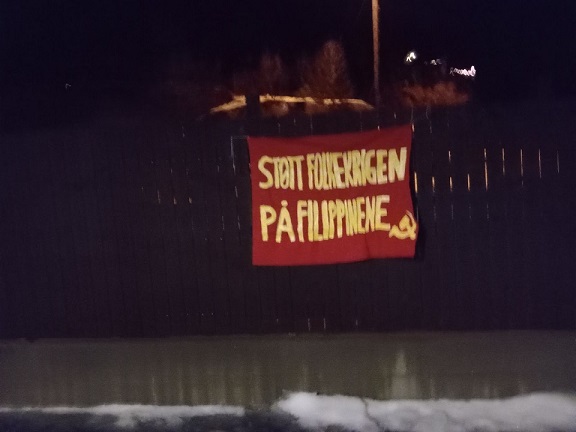 STØTT FOLKEKRIGEN
PÅ FILIPPINENE